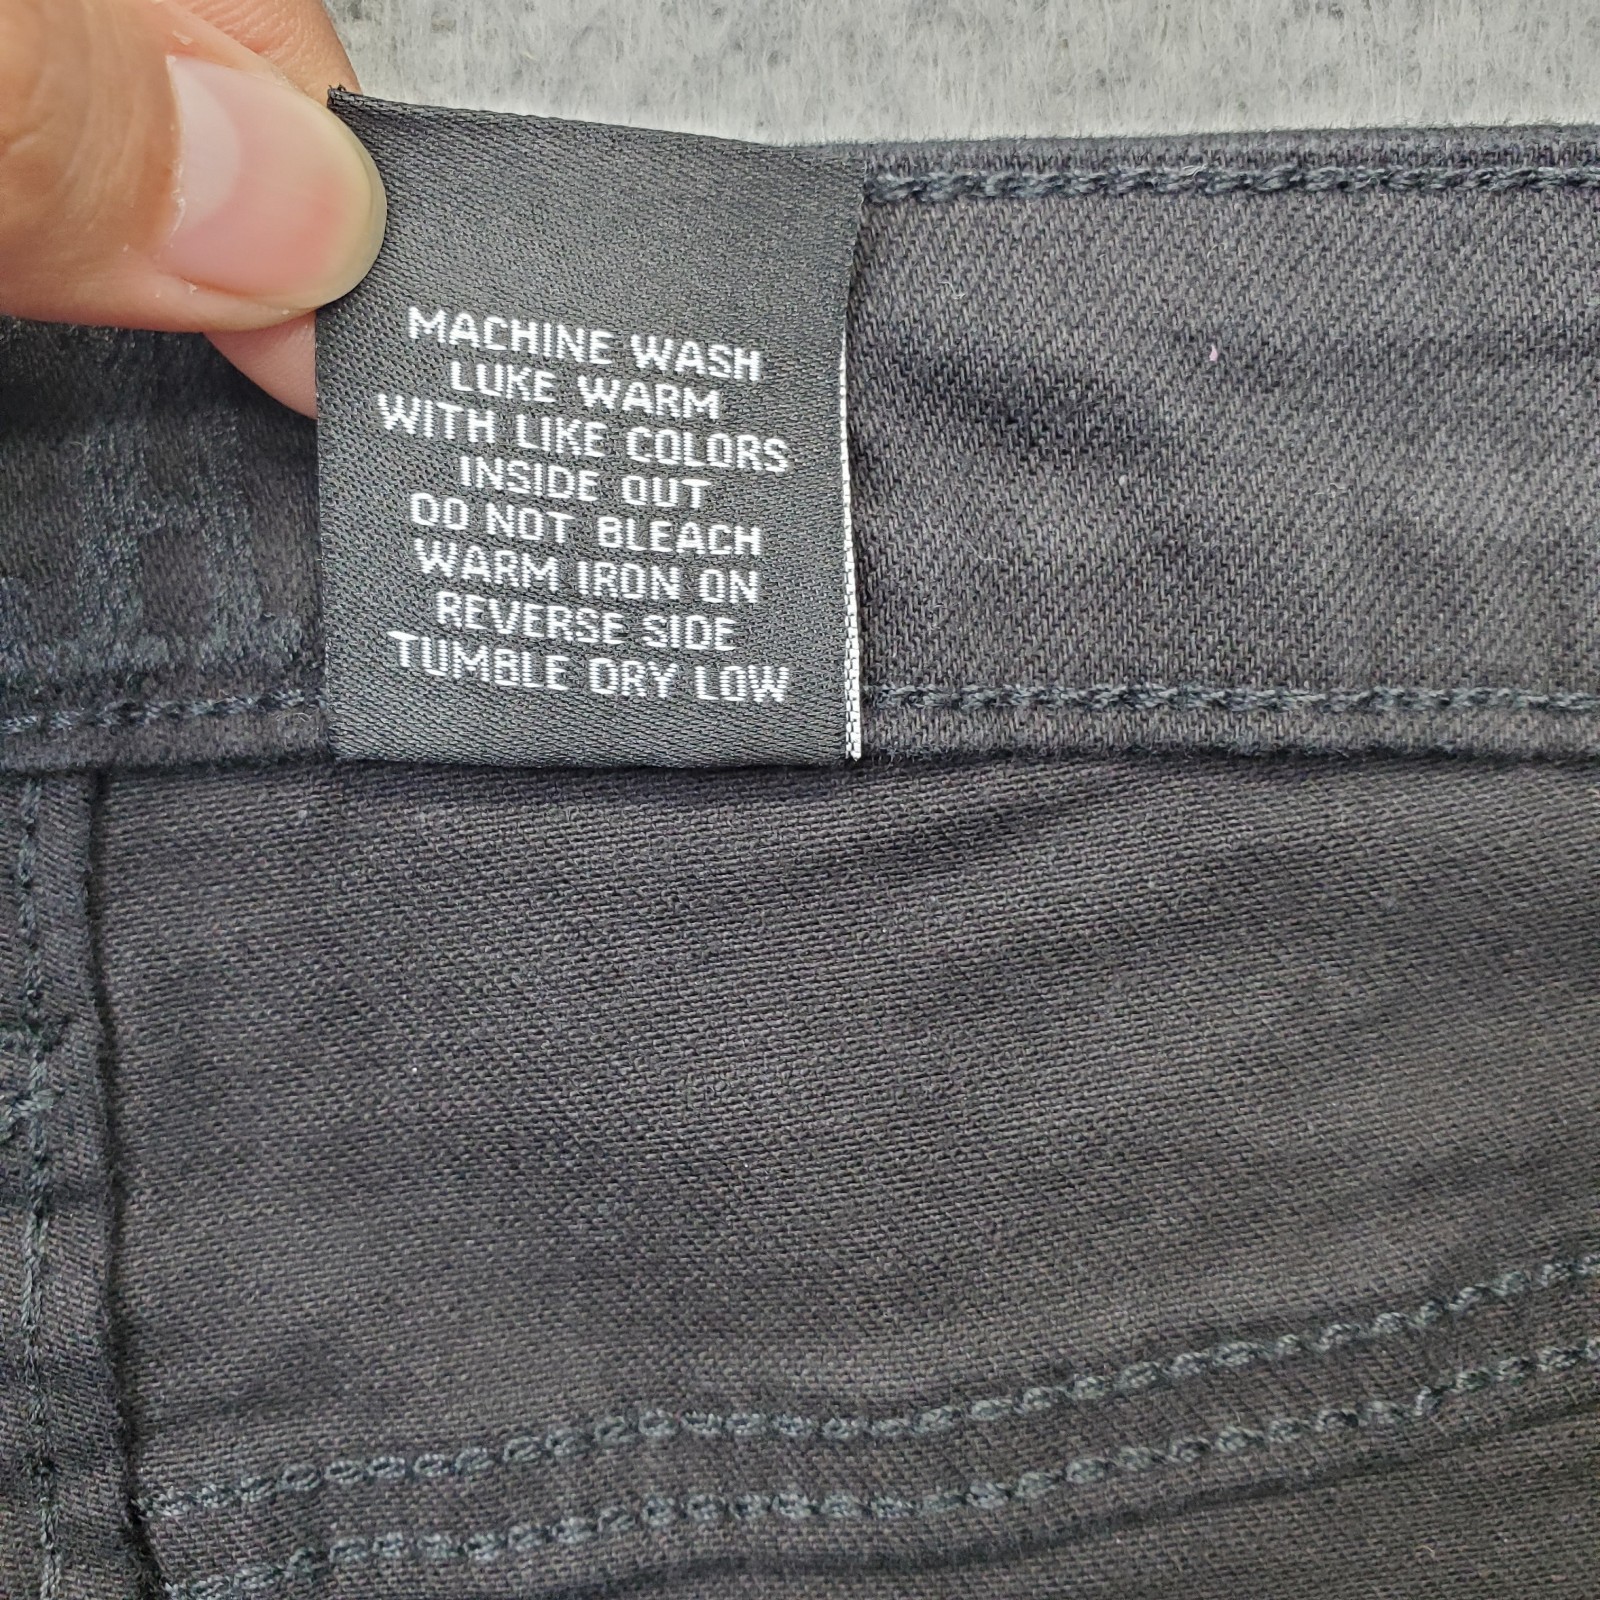 MACHINE WASH
LUKE WARM
WITH LIKE COLORS
INSIDE OUT
DO NOT BLEACH
WARM IRON ON
REVERSE SIDE
TUMBLE DRY LOW